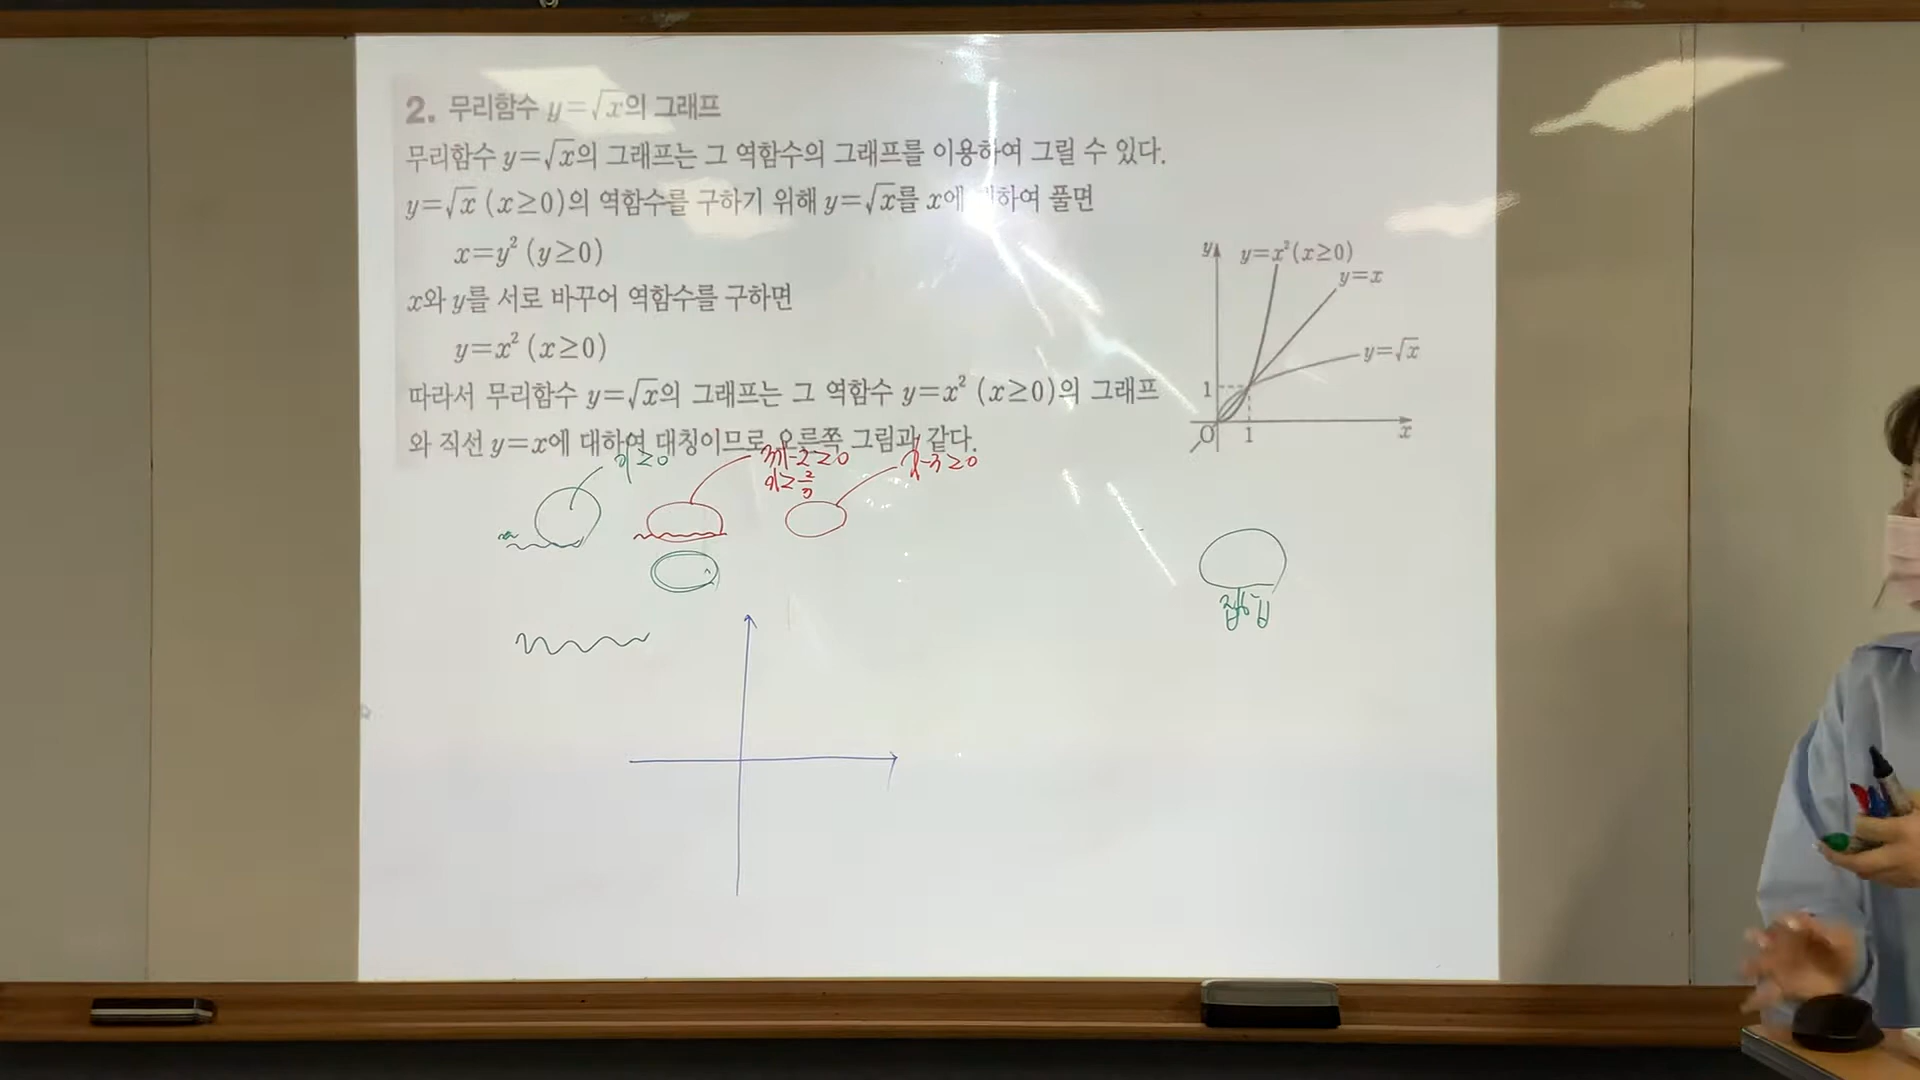 2. 무리함수 y=√x의 그래프
무리함수 y=√x의 그래프는 그 역함수의 그래프를 이용하여 그릴 수 있다.
y=√x (x≥0)의 역함수를 구하기 위해 y=√x를 x에 대하여 풀면
x=y² (y≥0)
x와 y를 서로 바꾸어 역함수를 구하면
y=x² (x≥0)
따라서 무리함수 y=√x의 그래프는 그 역함수 y=x² (x≥0)의 그래프
와 직선 y=x에 대하여 대칭이므로 오른쪽 그림과 같다.
y
y=x²(x≥0)
y=x
y=√x
1
O
1
x
x≥0
3x-2≥0
x≥2/3
x-3≥0